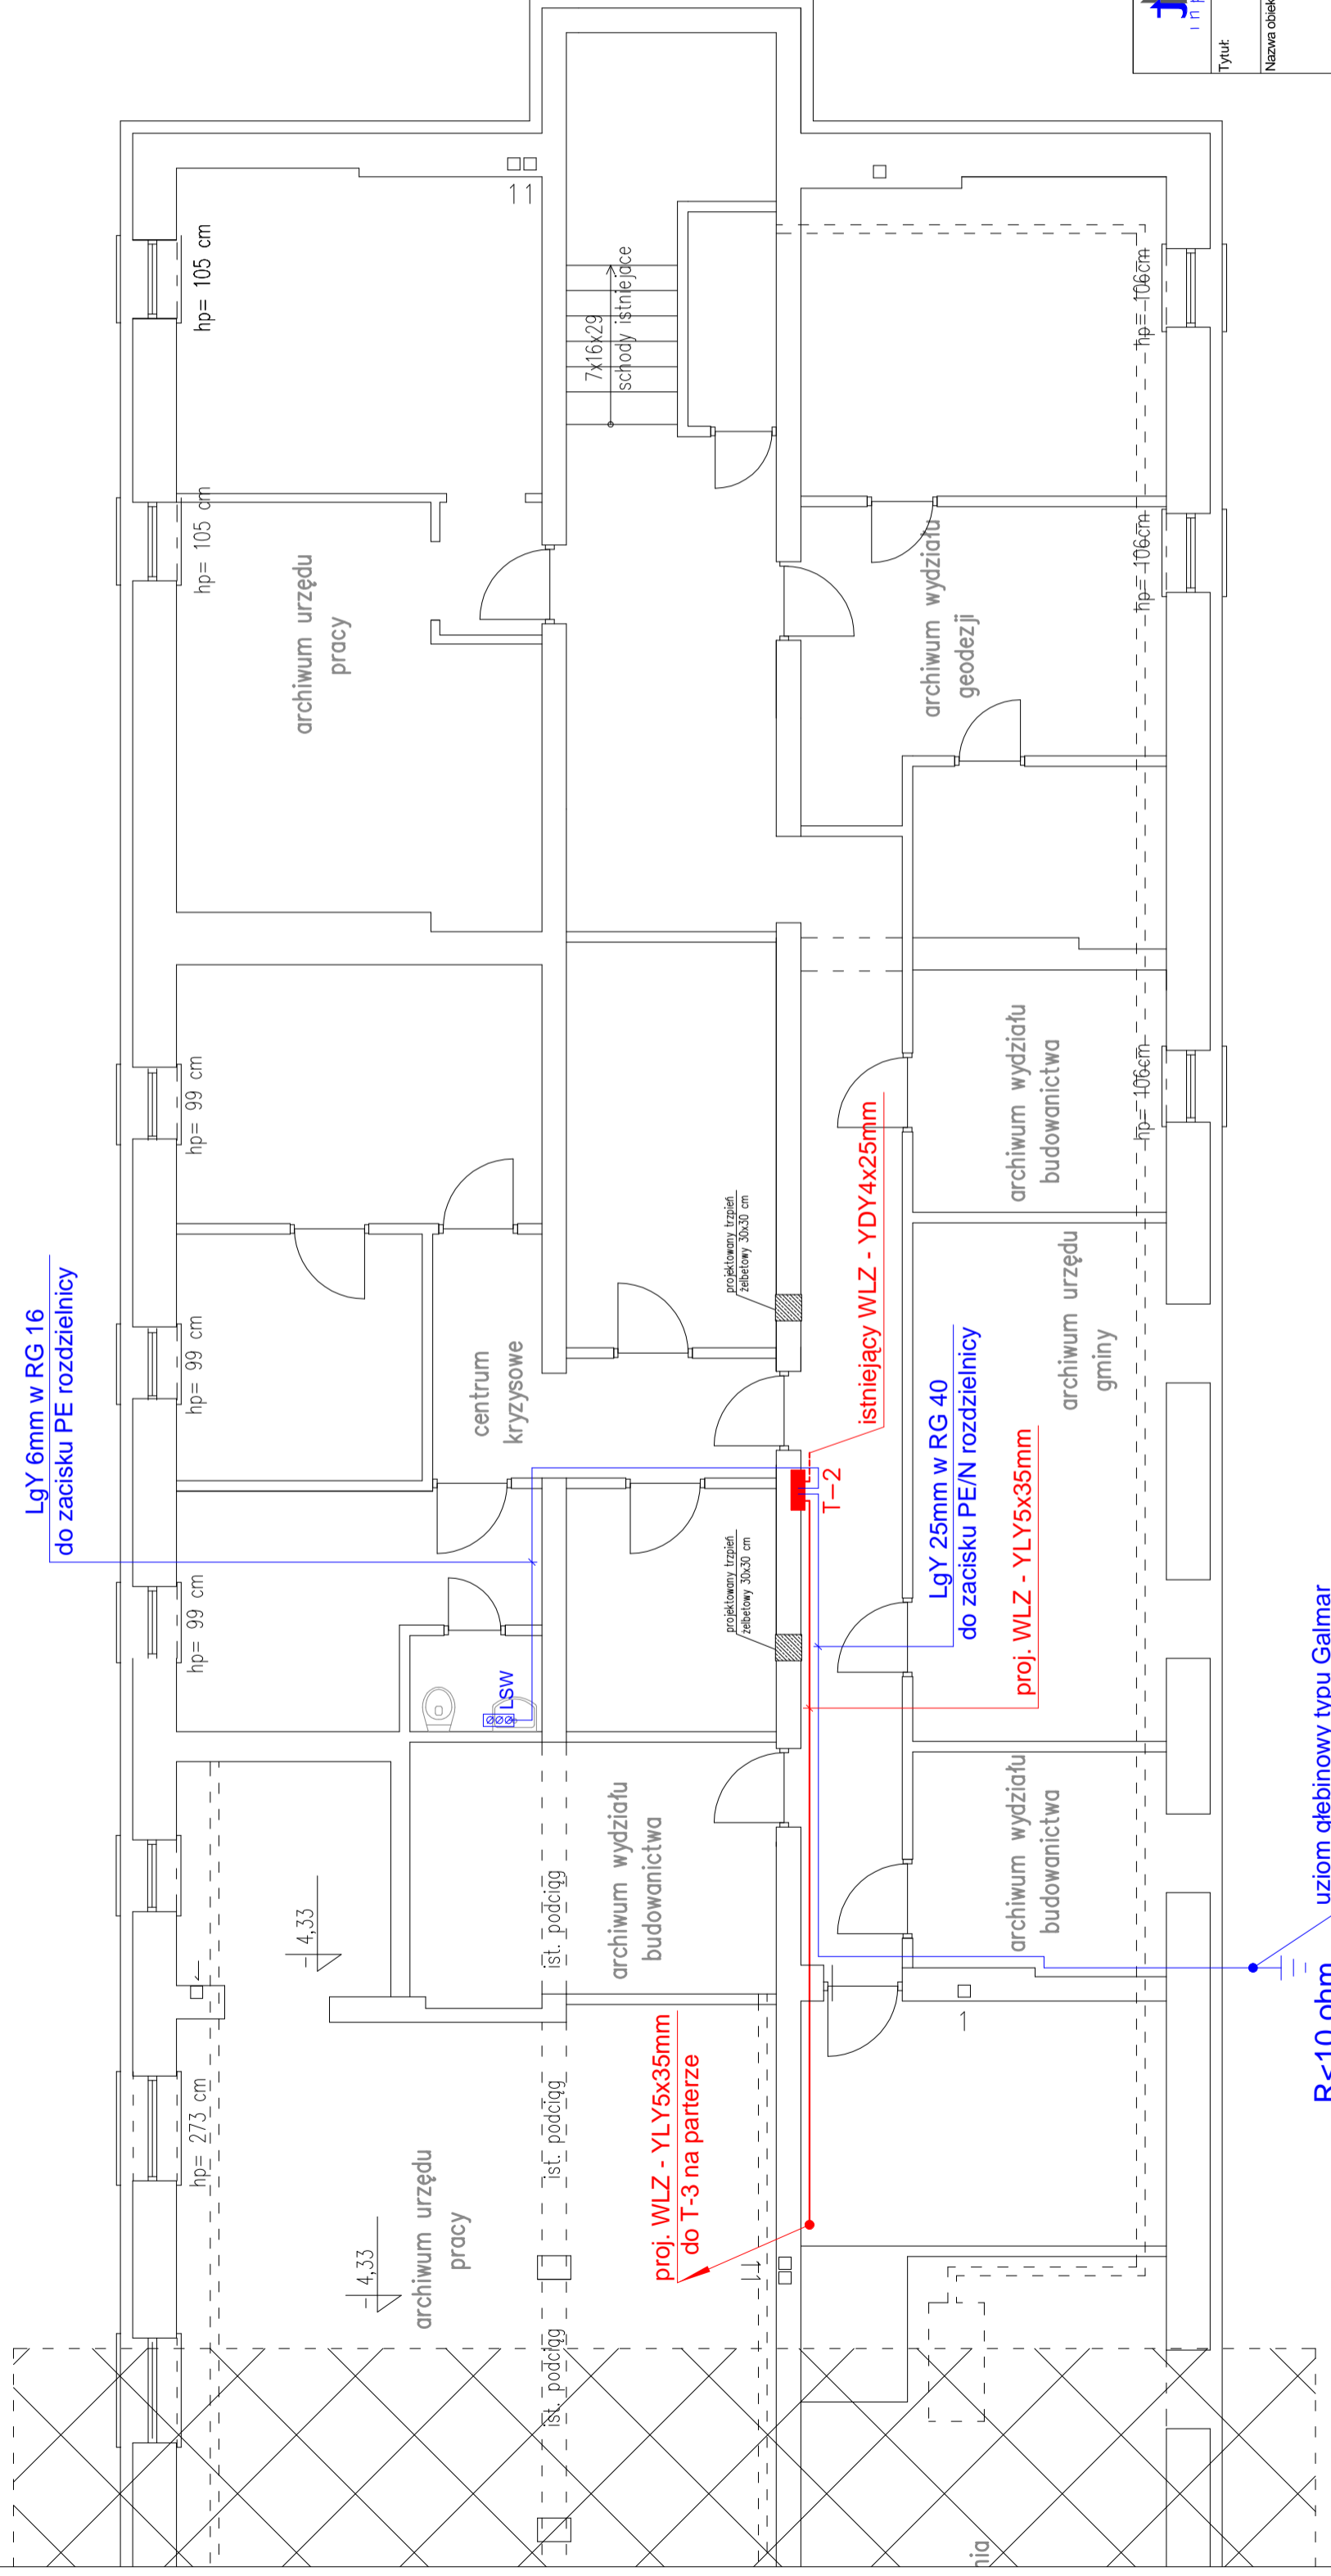 Tytuł:
Nazwa obiek
hp= 105 cm
11
7x16x29
schody istniejące
hp= 106cm
hp= 105 cm
archiwum urzędu
pracy
archiwum wydziału
geodezji
hp= 106cm
hp= 99 cm
archiwum wydziału
budowanictwa
hp= 106cm
LgY 6mm w RG 16
do zacisku PE rozdzielnicy
hp= 99 cm
centrum
kryzysowe
projektowany trzpień
żelbetowy 30x30 cm
istniejący WLZ - YDY4x25mm
archiwum urzędu
gminy
T-2
LgY 25mm w RG 40
do zacisku PE/N rozdzielnicy
proj. WLZ - YLY5x35mm
hp= 99 cm
LSW
projektowany trzpień
żelbetowy 30x30 cm
- 4,33
ist. podciąg
archiwum wydziału
budowanictwa
archiwum wydziału
budowanictwa
uziom głębinowy typu Galmar
R<10 ohm
1
hp= 273 cm
- 4,33
archiwum urzędu
pracy
ist. podciąg
proj. WLZ - YLY5x35mm
do T-3 na parterze
ist. podciąg
nia